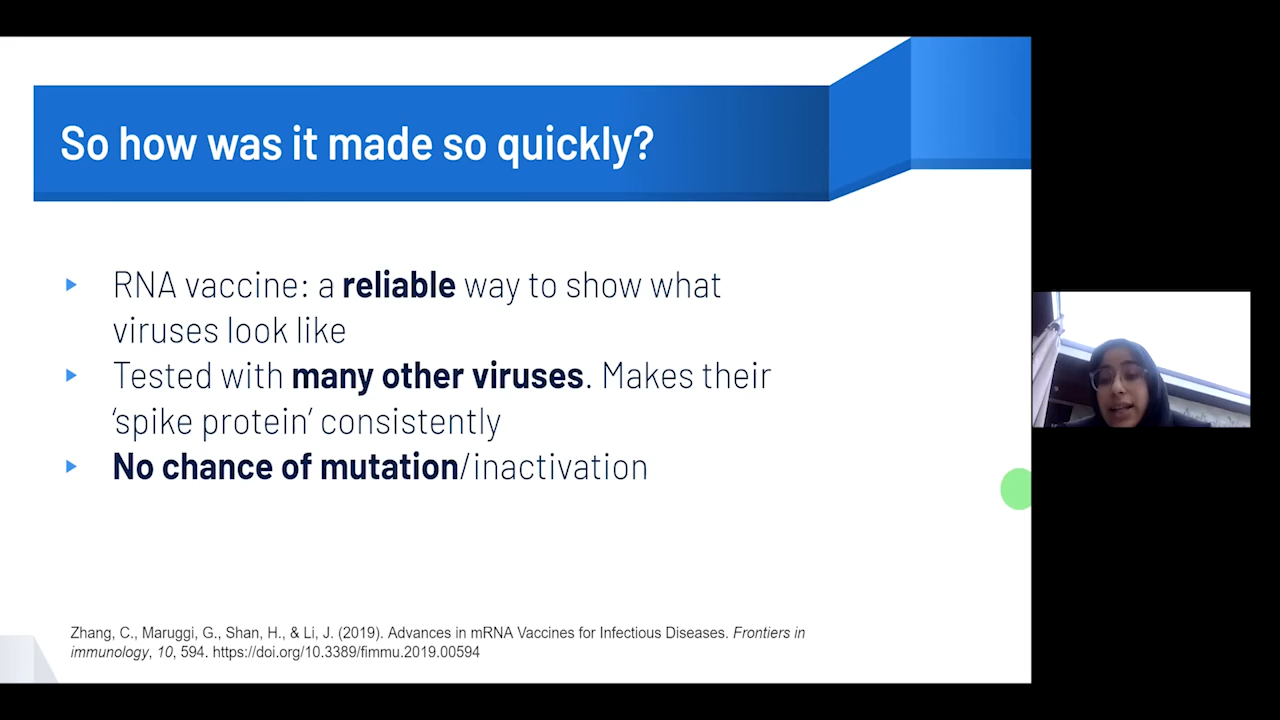 So how was it made so quickly?
RNA vaccine: a reliable way to show what
viruses look like
Tested with many other viruses. Makes their
‘spike protein‘ consistently
No chance of mutation/inactivation
Zhang, C., Maruggi, G., Shan, H., & Li, J. (2019). Advances in mRNA Vaccines for Infectious Diseases. Frontiers in
immunology, 10, 594. https://doi.org/10.3389/fimmu.2019.00594